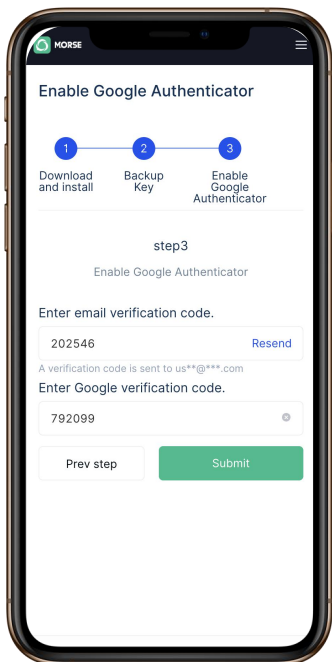 MORSE
Enable Google Authenticator
1 2 3
Download and install
Backup Key
Enable Google Authenticator
step3
Enable Google Authenticator
Enter email verification code.
202546 Resend
A verification code is sent to us**@***.com
Enter Google verification code.
792099
Prev step Submit